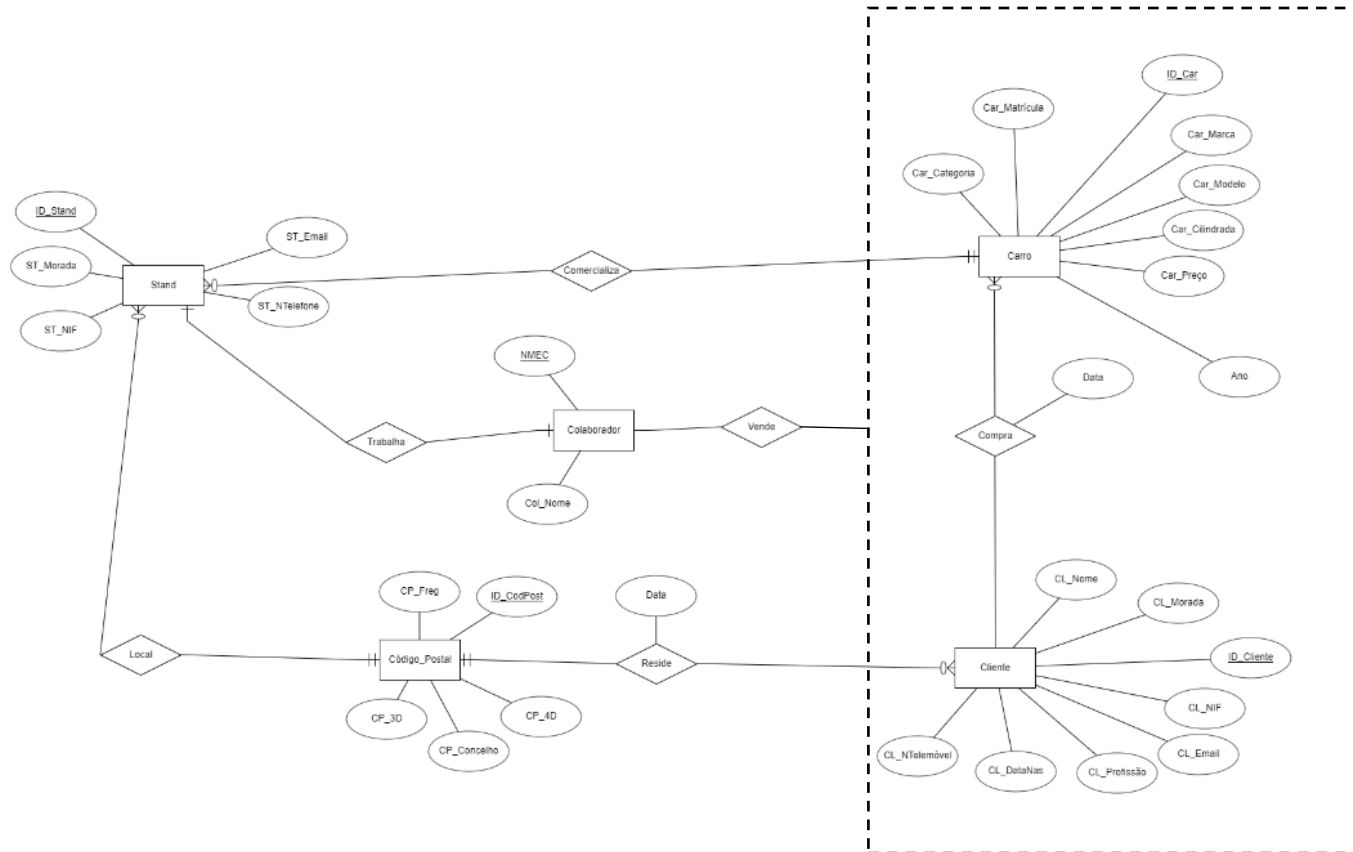 ID_Car
Car_Matrícula
Car_Marca
Car_Categoria
Car_Modelo
ID_Stand
Car_Cilindrada
ST_Email
Carro
ST_Morada
Comercializa
Car_Preço
Stand
ST_NTelefone
ST_NIF
NMEC
Data
Ano
Colaborador
Vende
Trabalha
Compra
Col_Nome
CL_Nome
CP_Freg
ID_CodPost
Data
CL_Morada
Local
Código_Postal
Reside
Cliente
ID_Cliente
CL_NIF
CP_3D
CP_4D
CP_Concelho
CL_Email
CL_NTelemóvel
CL_DataNas
CL_Profissão